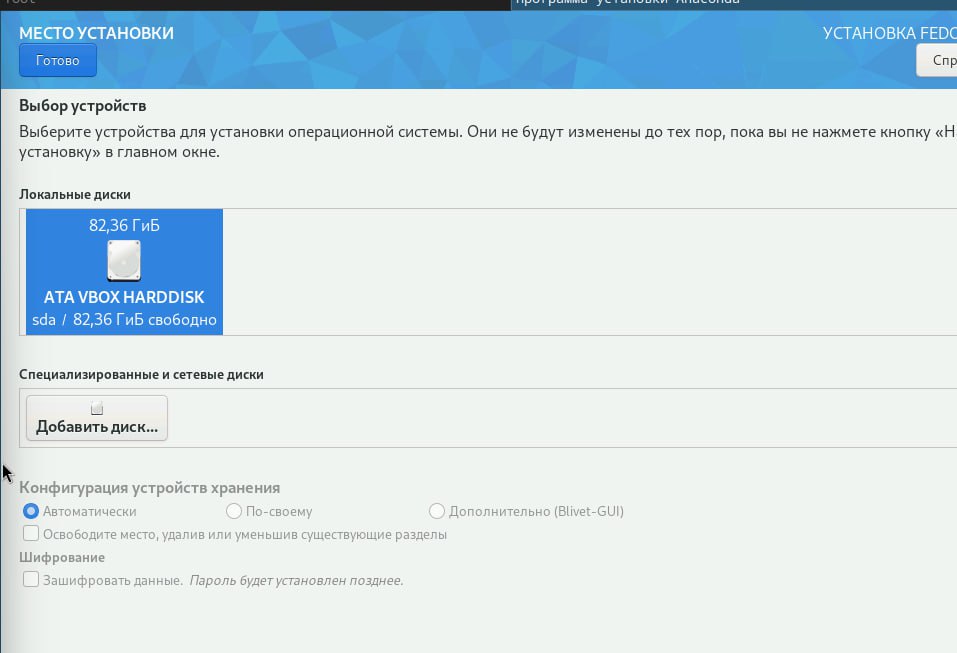 root
Программа установки Anaconda
МЕСТО УСТАНОВКИ
УСТАНОВКА FEDO
Готово
Спр
Выбор устройств
Выберите устройства для установки операционной системы. Они не будут изменены до тех пор, пока вы не нажмете кнопку «Н
установку» в главном окне.
Локальные диски
82,36 ГиБ
ATA VBOX HARDDISK
sda / 82,36 ГиБ свободно
Специализированные и сетевые диски
Добавить диск...
Конфигурация устройств хранения
Автоматически
По-своему
Дополнительно (Blivet-GUI)
Освободите место, удалив или уменьшив существующие разделы
Шифрование
Зашифровать данные. Пароль будет установлен позднее.